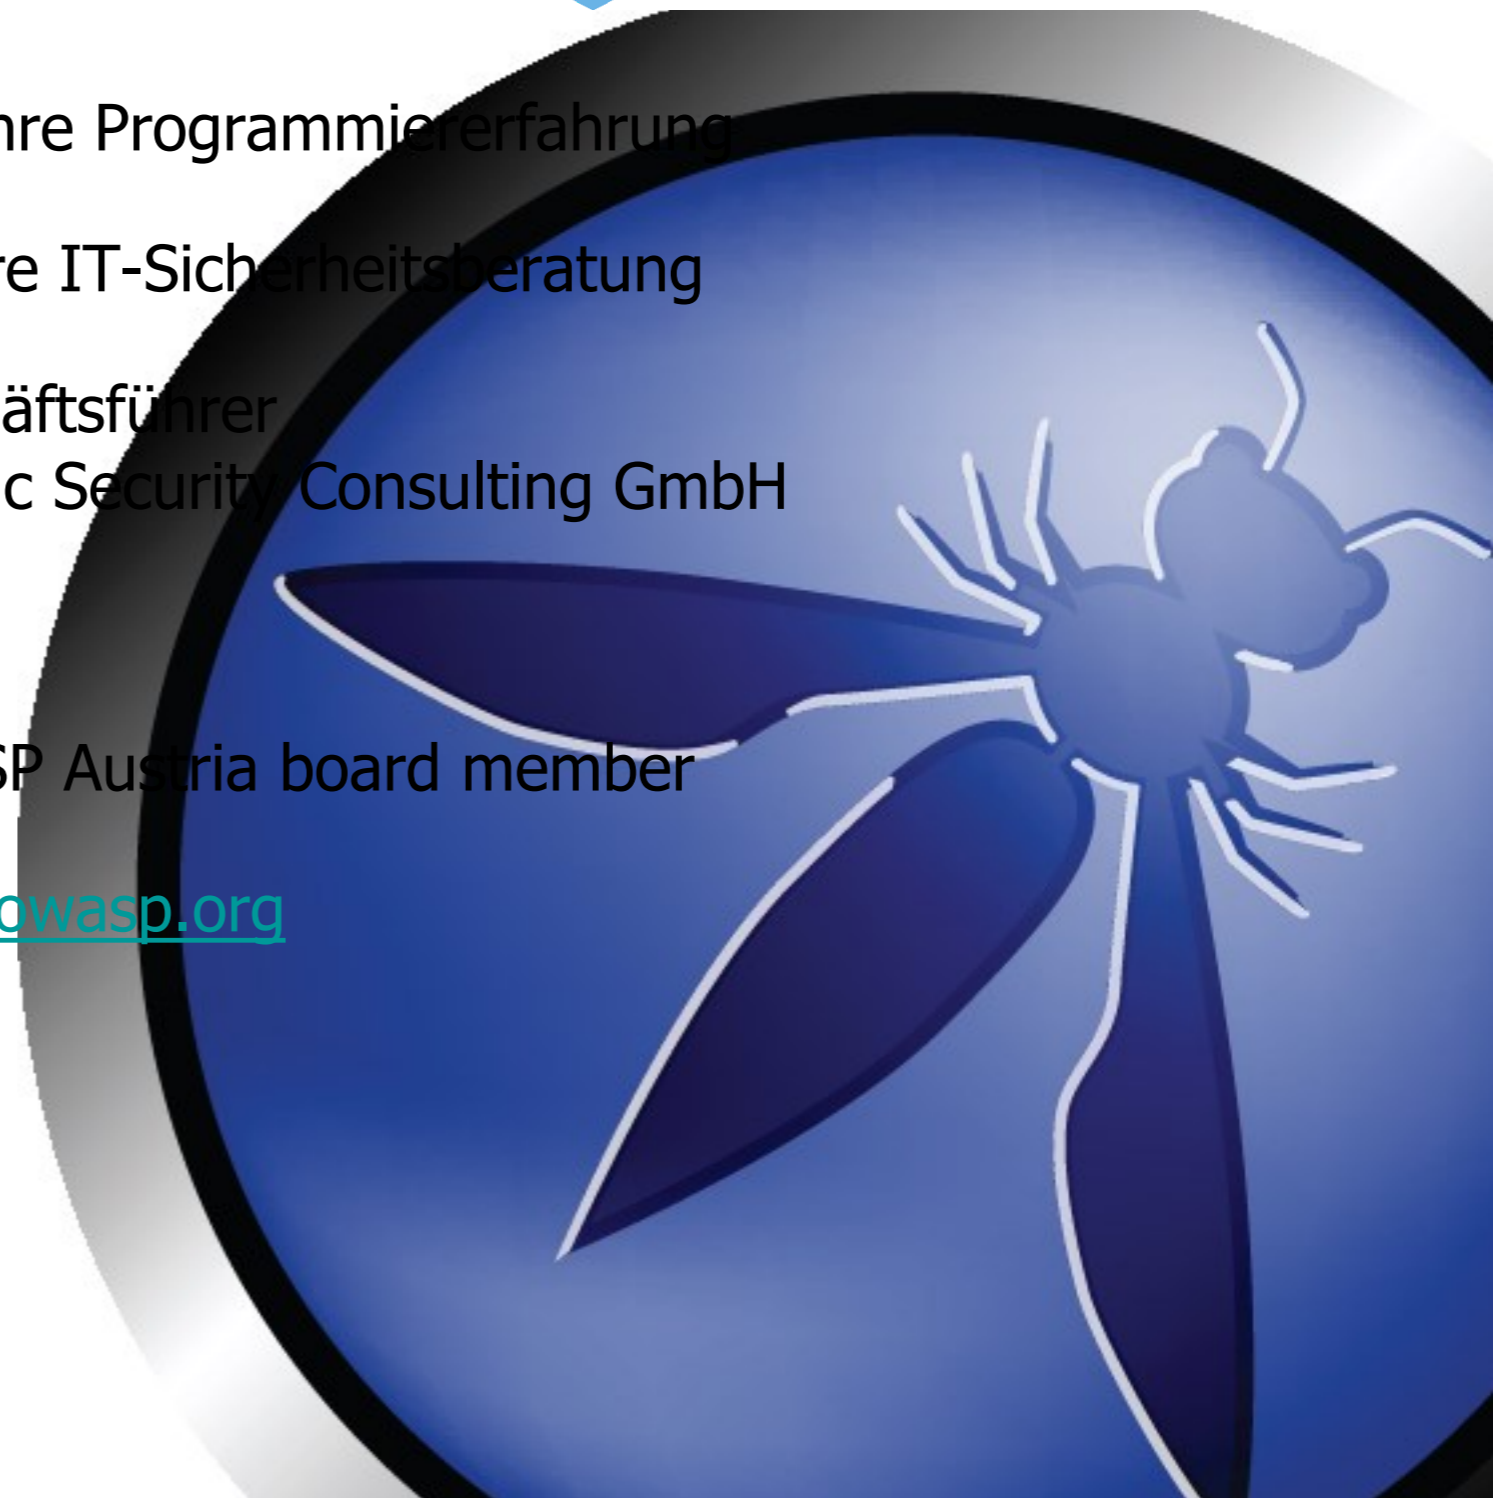 hre Programmiererfahrung
re IT-Sicherheitsberatung
äftsführer
c Security Consulting GmbH
SP Austria board member
owasp.org